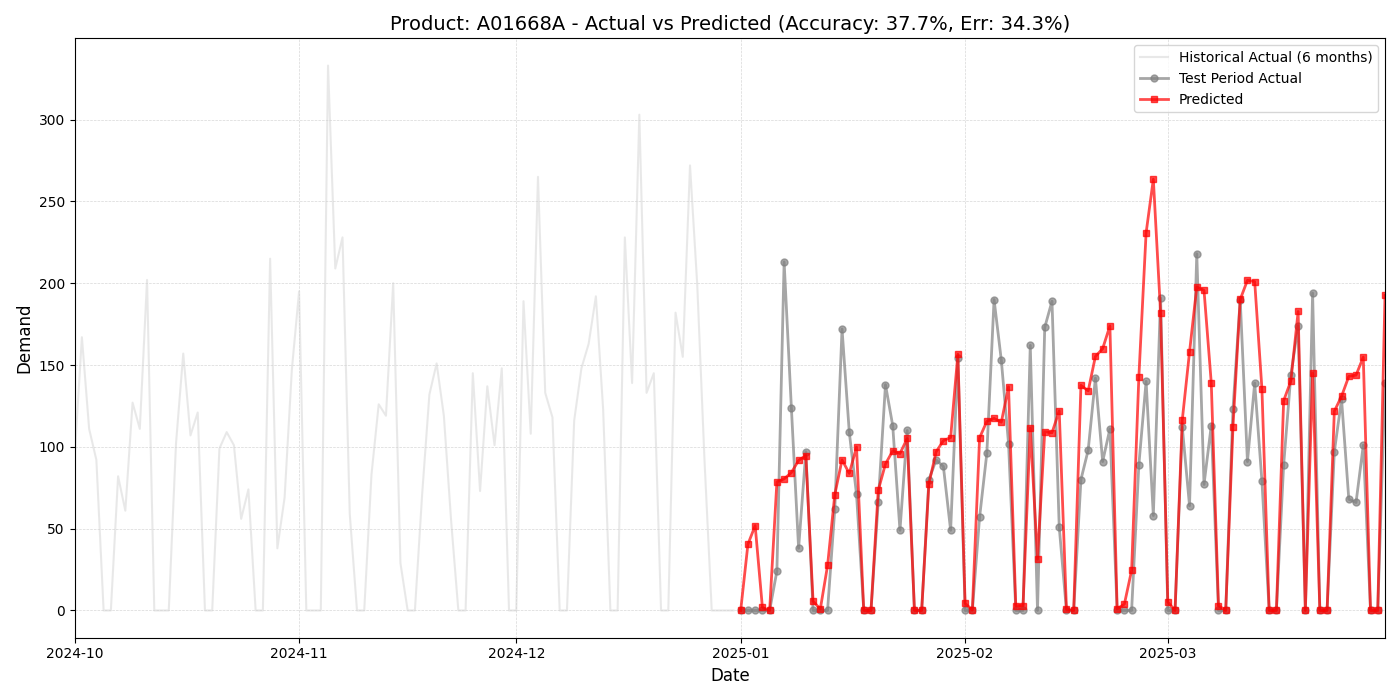 Product: A01668A - Actual vs Predicted (Accuracy: 37.7%, Err: 34.3%)
Historical Actual (6 months)
Test Period Actual
Predicted
Demand
300
250
200
150
100
50
0
2024-10
2024-11
2024-12
2025-01
2025-02
2025-03
Date